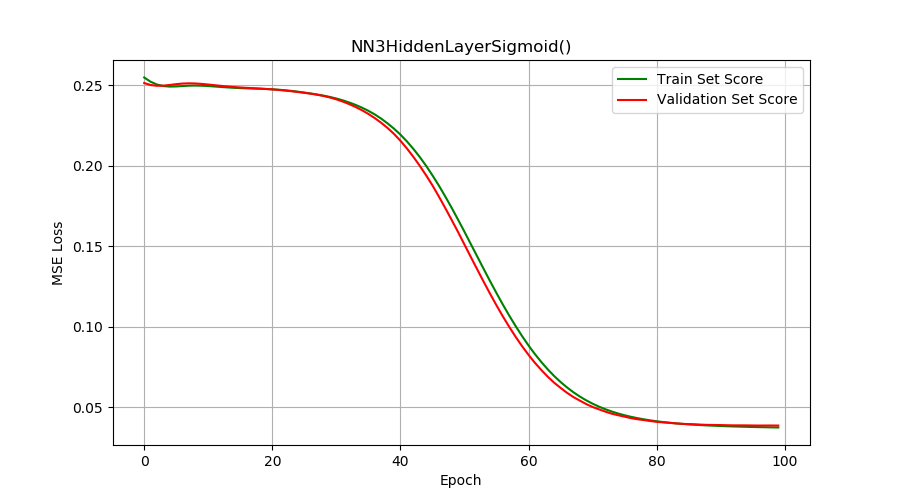 NN3HiddenLayerSigmoid()
Train Set Score
Validation Set Score
MSE Loss
0.25
0.20
0.15
0.10
0.05
0 20 40 60 80 100
Epoch